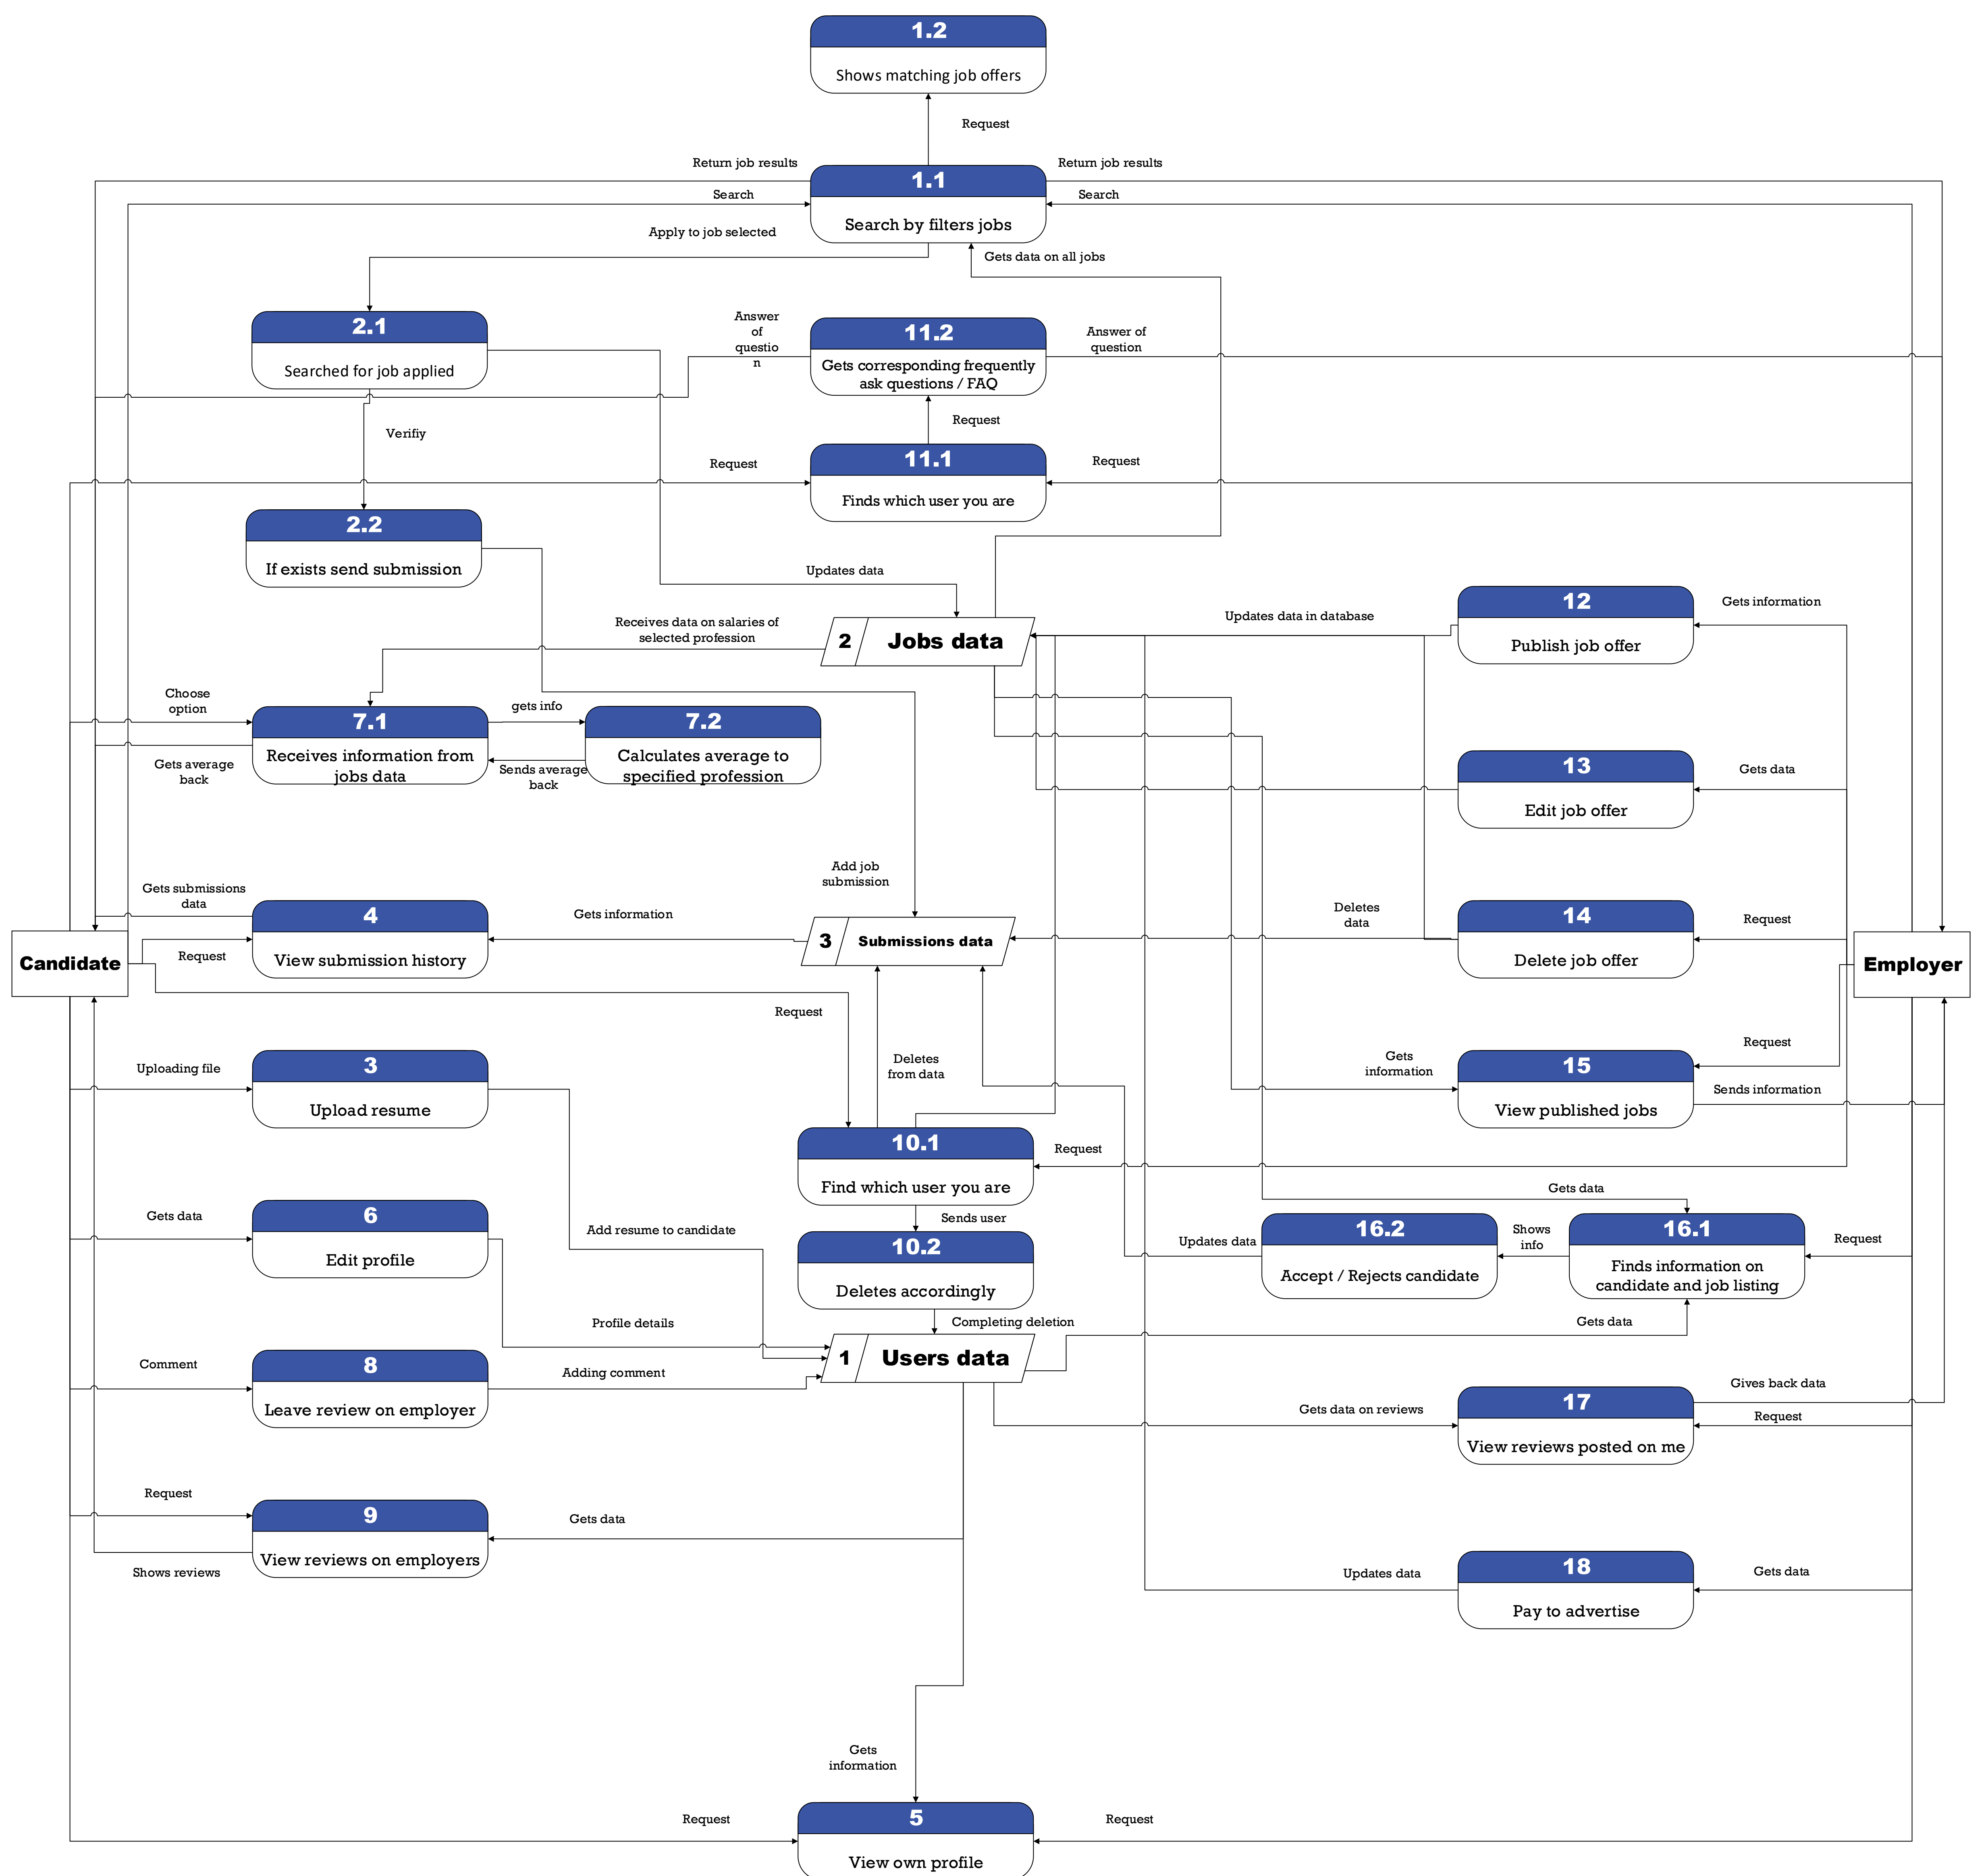 1.2
Shows matching job offers
Request
Return job results
Return job results
1.1
Search
Search
Search by filters jobs
Apply to job selected
Gets data on all jobs
2.1
Searched for job applied
Answer
of
questio
n
11.2
Gets corresponding frequently
ask questions / FAQ
Answer of
question
Verifiy
Request
Request
11.1
Finds which user you are
Request
2.2
If exists send submission
Updates data
12
Publish job offer
Gets information
Updates data in database
Receives data on salaries of
selected profession
2
Jobs data
Choose
option
7.1
Receives information from
jobs data
gets info
7.2
Calculates average to
specified profession
Gets average
back
Sends average
back
13
Edit job offer
Gets data
Add job
submission
Gets submissions
data
4
View submission history
Gets information
3
Submissions data
Deletes
data
14
Delete job offer
Request
Candidate
Request
Employer
Request
Uploading file
3
Upload resume
Deletes
from data
Gets
information
15
View published jobs
Request
Sends information
10.1
Find which user you are
Request
Sends user
Gets data
6
Edit profile
Gets data
Add resume to candidate
10.2
Deletes accordingly
Updates data
16.2
Accept / Rejects candidate
Shows
info
16.1
Finds information on
candidate and job listing
Request
Profile details
Completing deletion
Gets data
1
Users data
Comment
8
Leave review on employer
Adding comment
Gets data on reviews
17
View reviews posted on me
Gives back data
Request
Request
9
View reviews on employers
Gets data
Shows reviews
Updates data
18
Pay to advertise
Gets data
Gets
information
Request
5
View own profile
Request